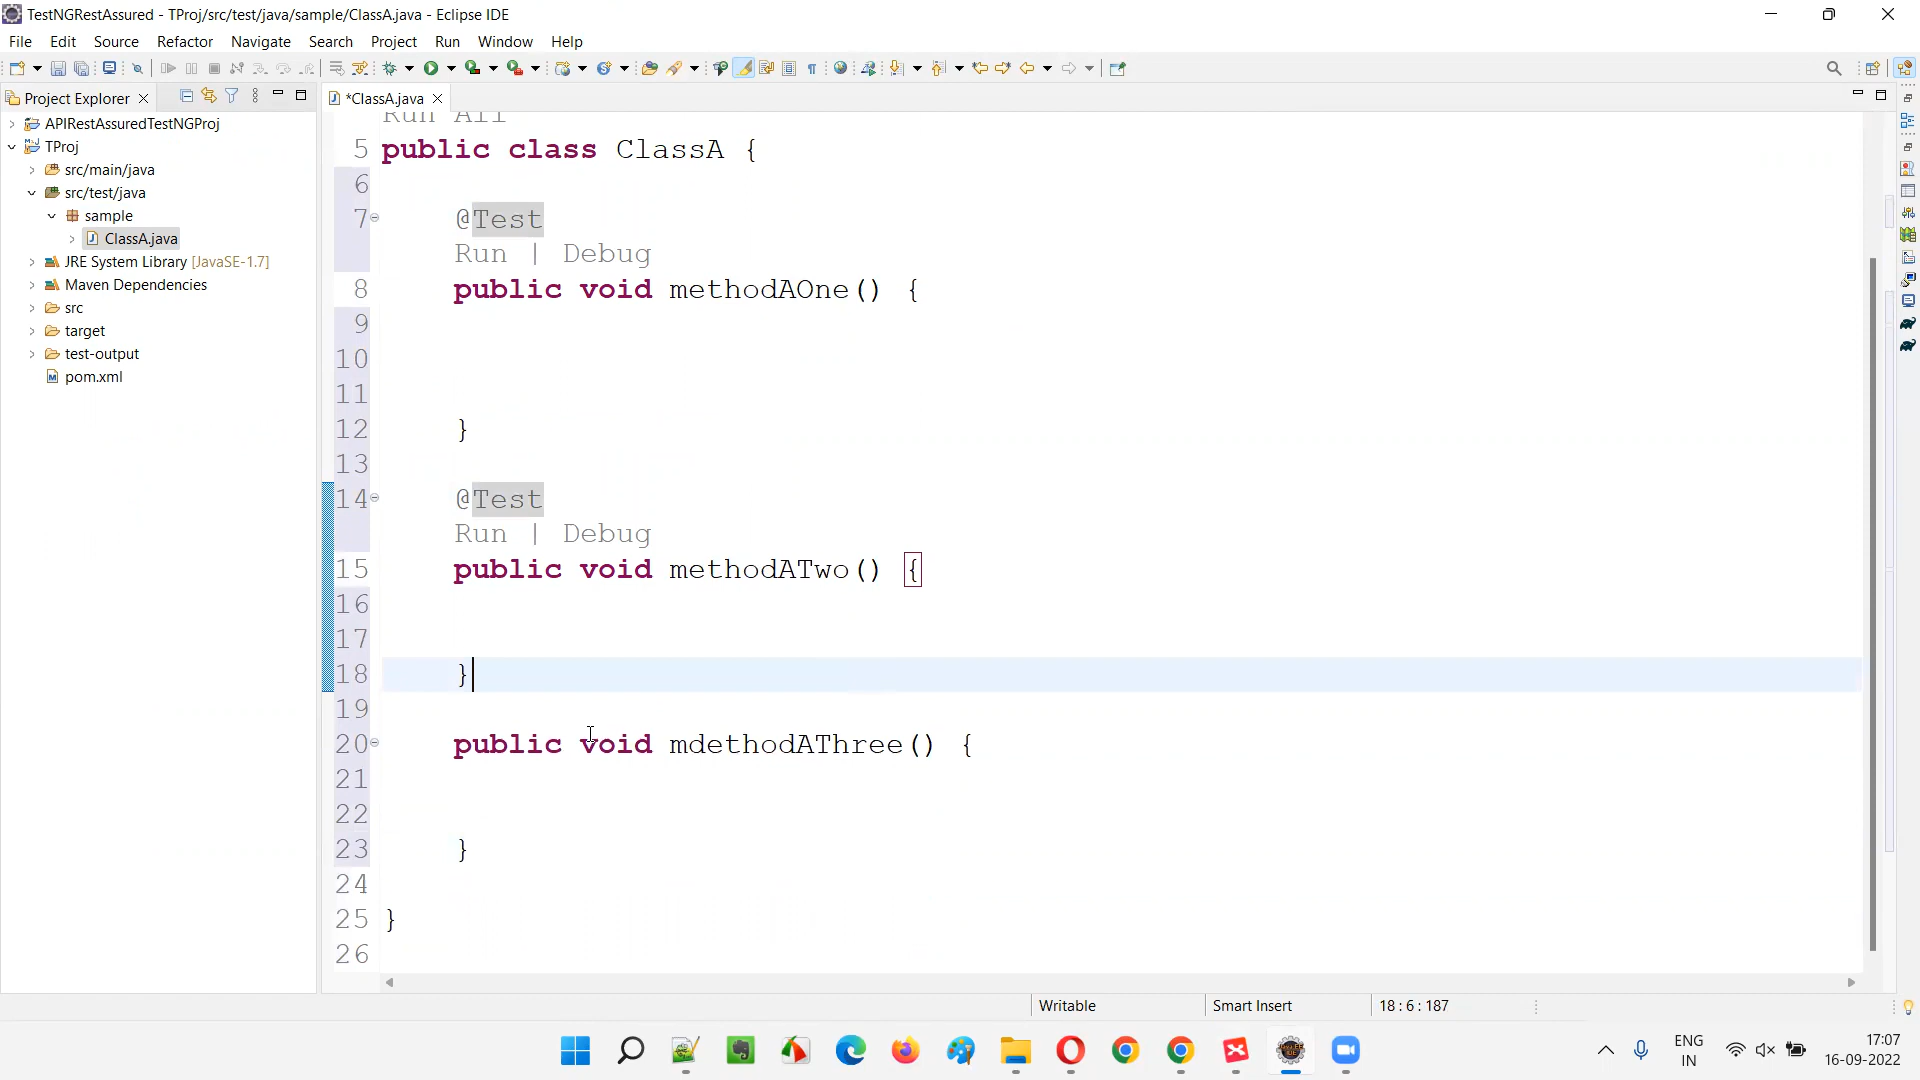 TestNGRestAssured - TProj/src/test/java/sample/ClassA.java - Eclipse IDE
File Edit Source Refactor Navigate Search Project Run Window Help
Project Explorer
*ClassA.java
APIRestAssuredTestNGProj
TProj
src/main/java
src/test/java
sample
ClassA.java
JRE System Library [JavaSE-1.7]
Maven Dependencies
src
target
test-output
pom.xml
Run All
5 public class ClassA {
6
7 @Test
Run | Debug
8 public void methodAOne() {
9
10
11
12 }
13
14 @Test
Run | Debug
15 public void methodATwo() {
16
17
18 }
19
20 public void mdethodAThree() {
21
22
23 }
24
25 }
26
Writable Smart Insert 18 : 6 : 187
ENG
IN
17:07
16-09-2022